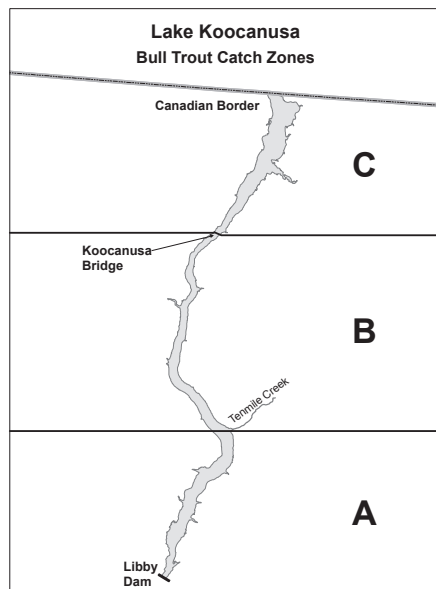 Lake Koocanusa
Bull Trout Catch Zones
Canadian Border
C
Koocanusa
Bridge
B
Tenmile Creek
A
Libby
Dam